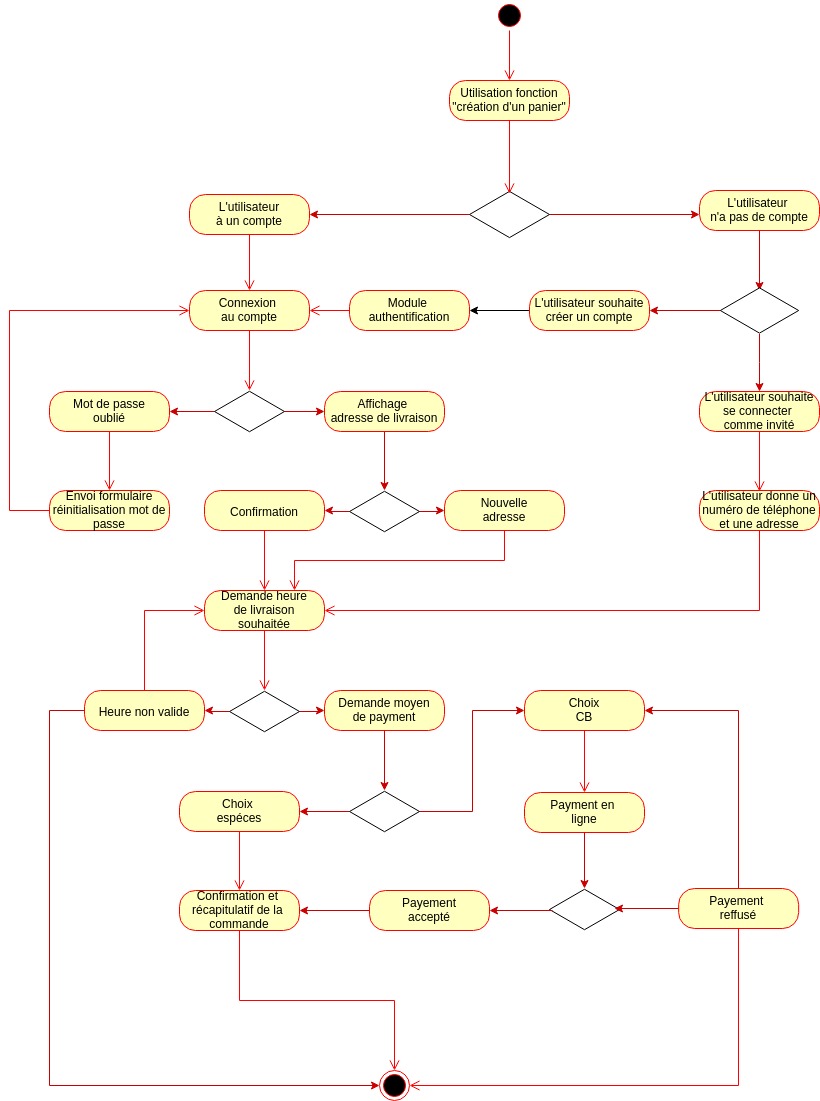 Utilisation fonction
"création d'un panier"
L'utilisateur
à un compte
L'utilisateur
n'a pas de compte
Connexion
au compte
Module
authentification
L'utilisateur souhaite
créer un compte
Mot de passe
oublié
Affichage
adresse de livraison
L'utilisateur souhaite
se connecter
comme invité
Envoi formulaire
réinitialisation mot de
passe
Confirmation
Nouvelle
adresse
L'utilisateur donne un
numéro de téléphone
et une adresse
Demande heure
de livraison
souhaitée
Heure non valide
Demande moyen
de payment
Choix
CB
Choix
espéces
Payment en
ligne
Confirmation et
récapitulatif de la
commande
Payement
accepté
Payement
reffusé